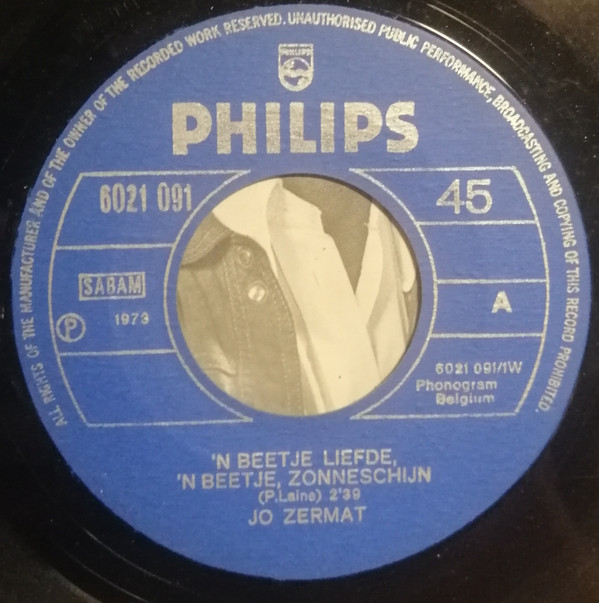 ALL RIGHTS OF THE MANUFACTURER AND OF THE OWNER OF THE RECORDED WORK RESERVED. UNAUTHORISED PUBLIC PERFORMANCE, BROADCASTING AND COPYING OF THIS RECORD PROHIBITED.
PHILIPS
PHILIPS
6021 091
45
SABAM
A
℗ 1973
6021 091/1W
Phonogram
Belgium
'N BEETJE LIEFDE,
'N BEETJE, ZONNESCHIJN
(P.Laine) 2'39
JO ZERMAT